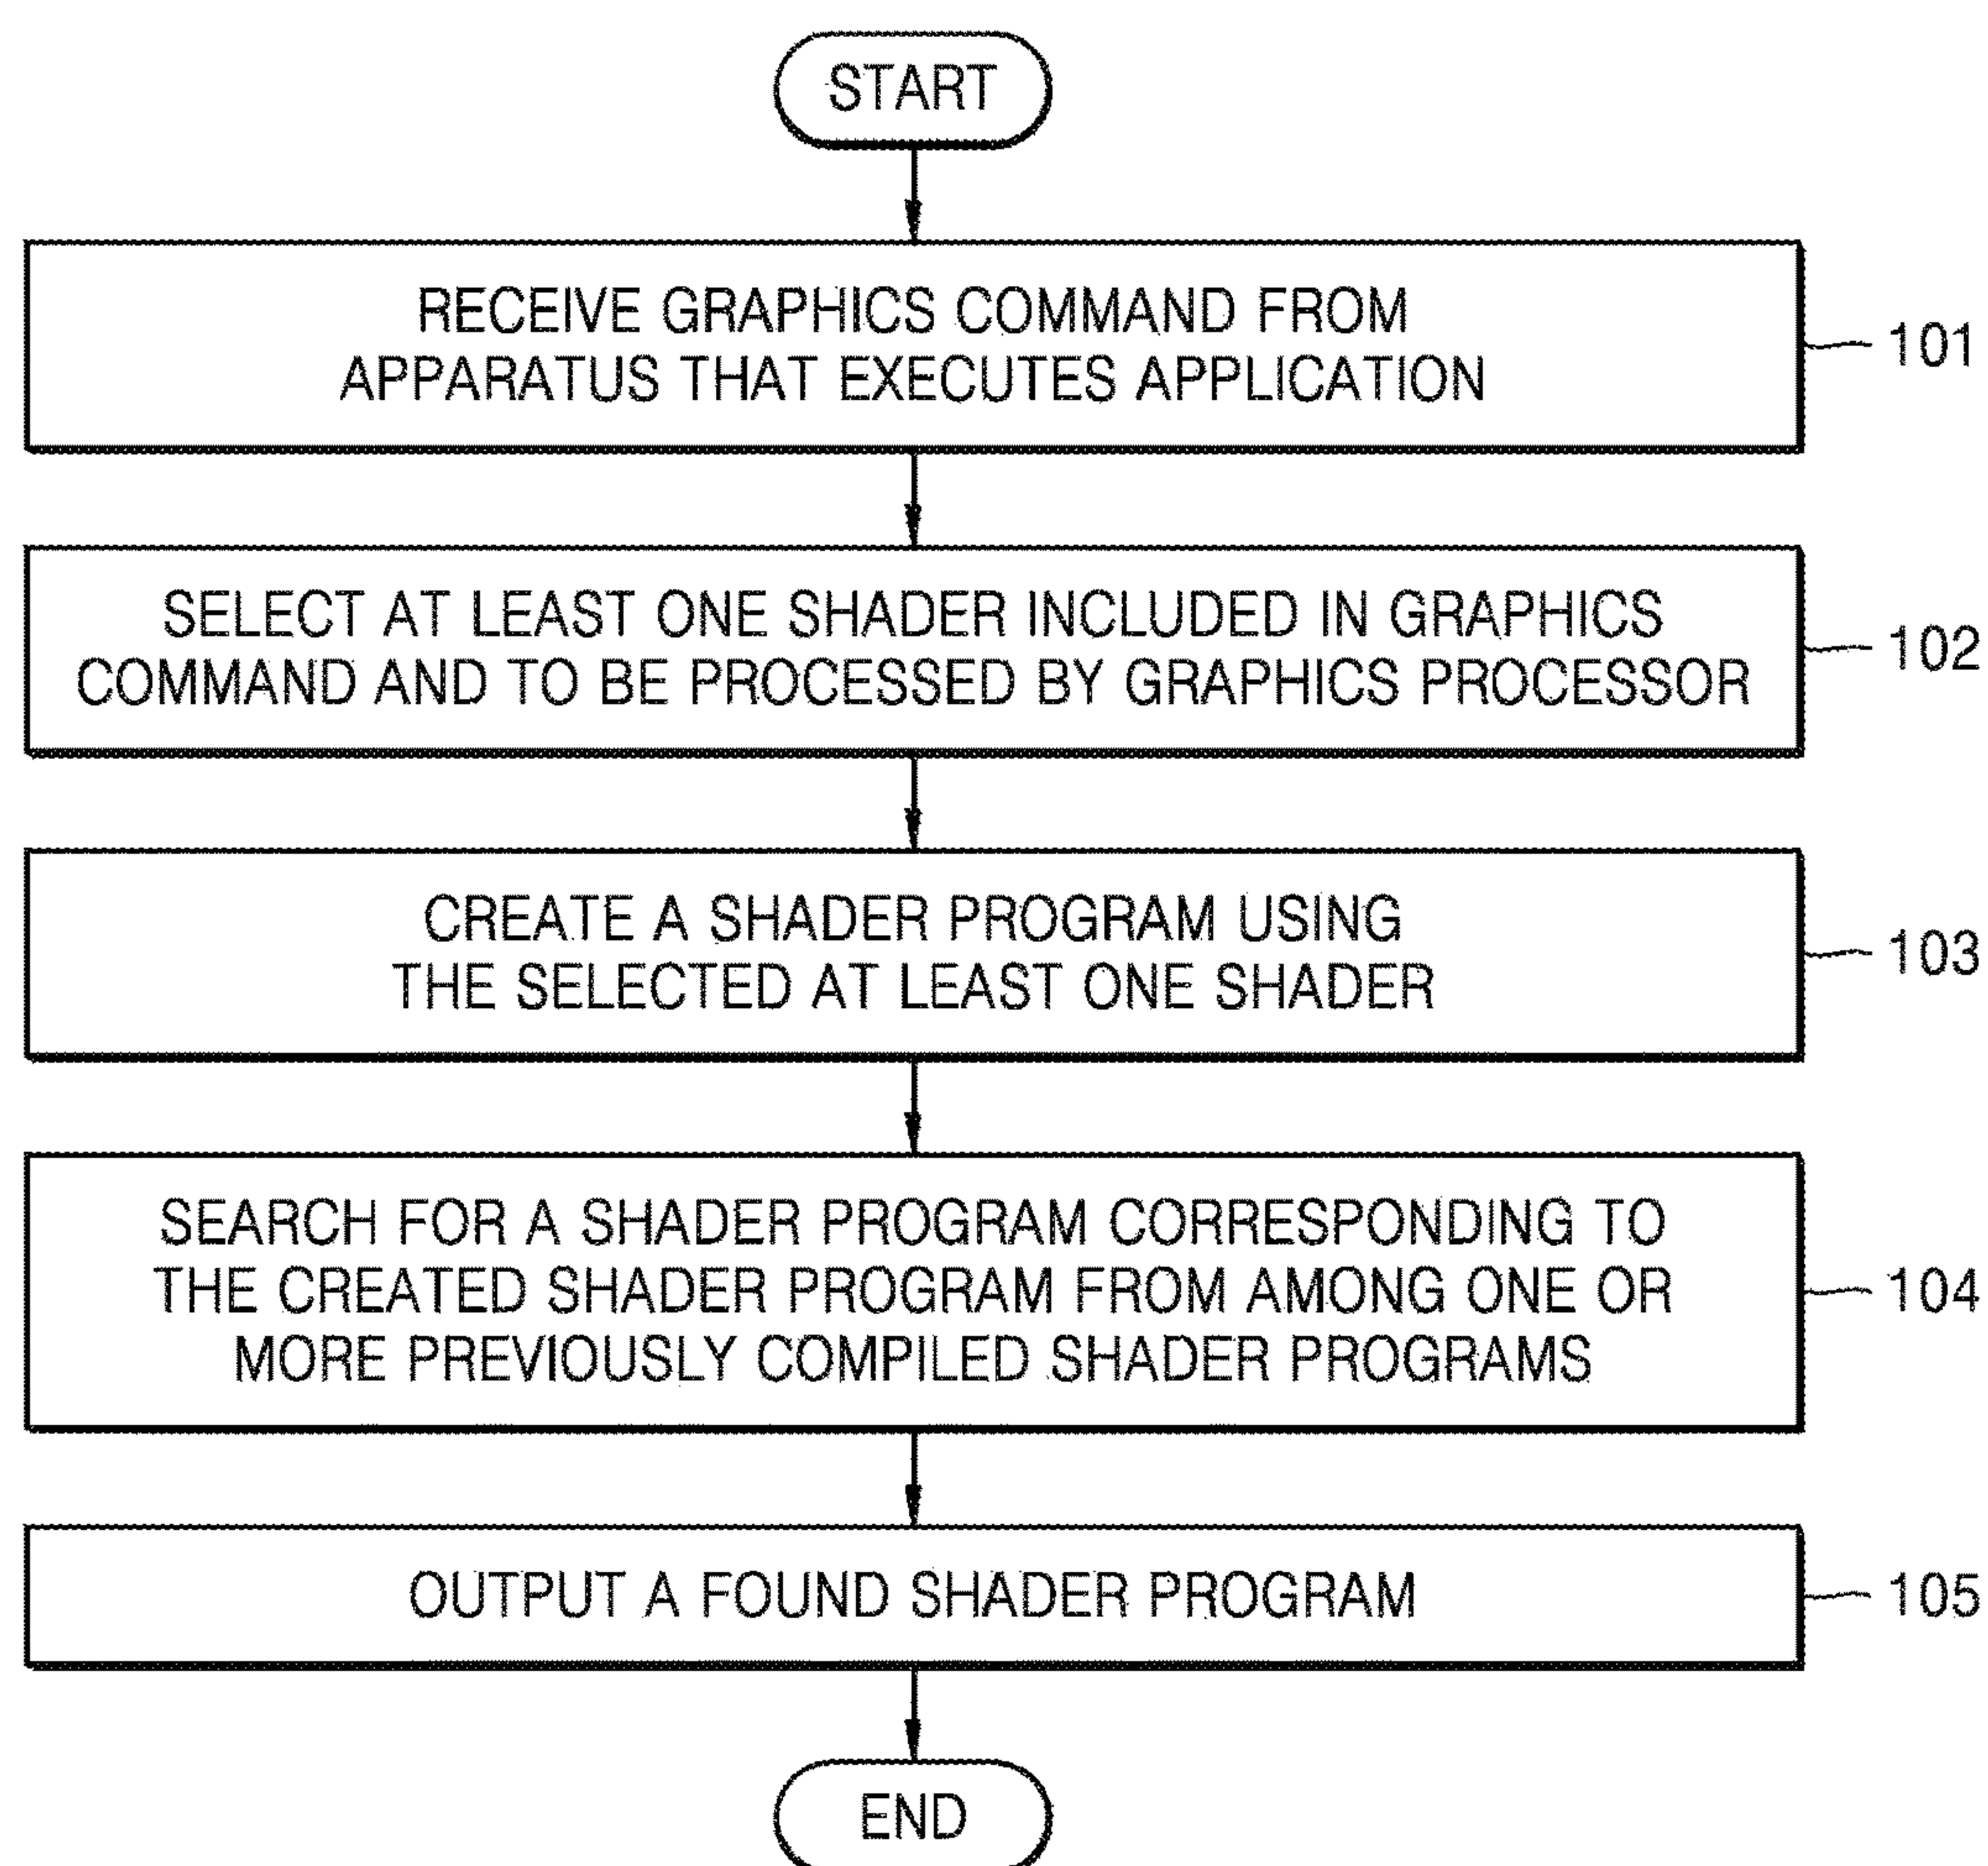 START
RECEIVE GRAPHICS COMMAND FROM
APPARATUS THAT EXECUTES APPLICATION
101
SELECT AT LEAST ONE SHADER INCLUDED IN GRAPHICS
COMMAND AND TO BE PROCESSED BY GRAPHICS PROCESSOR
102
CREATE A SHADER PROGRAM USING
THE SELECTED AT LEAST ONE SHADER
103
SEARCH FOR A SHADER PROGRAM CORRESPONDING TO
THE CREATED SHADER PROGRAM FROM AMONG ONE OR
MORE PREVIOUSLY COMPILED SHADER PROGRAMS
104
OUTPUT A FOUND SHADER PROGRAM
105
END